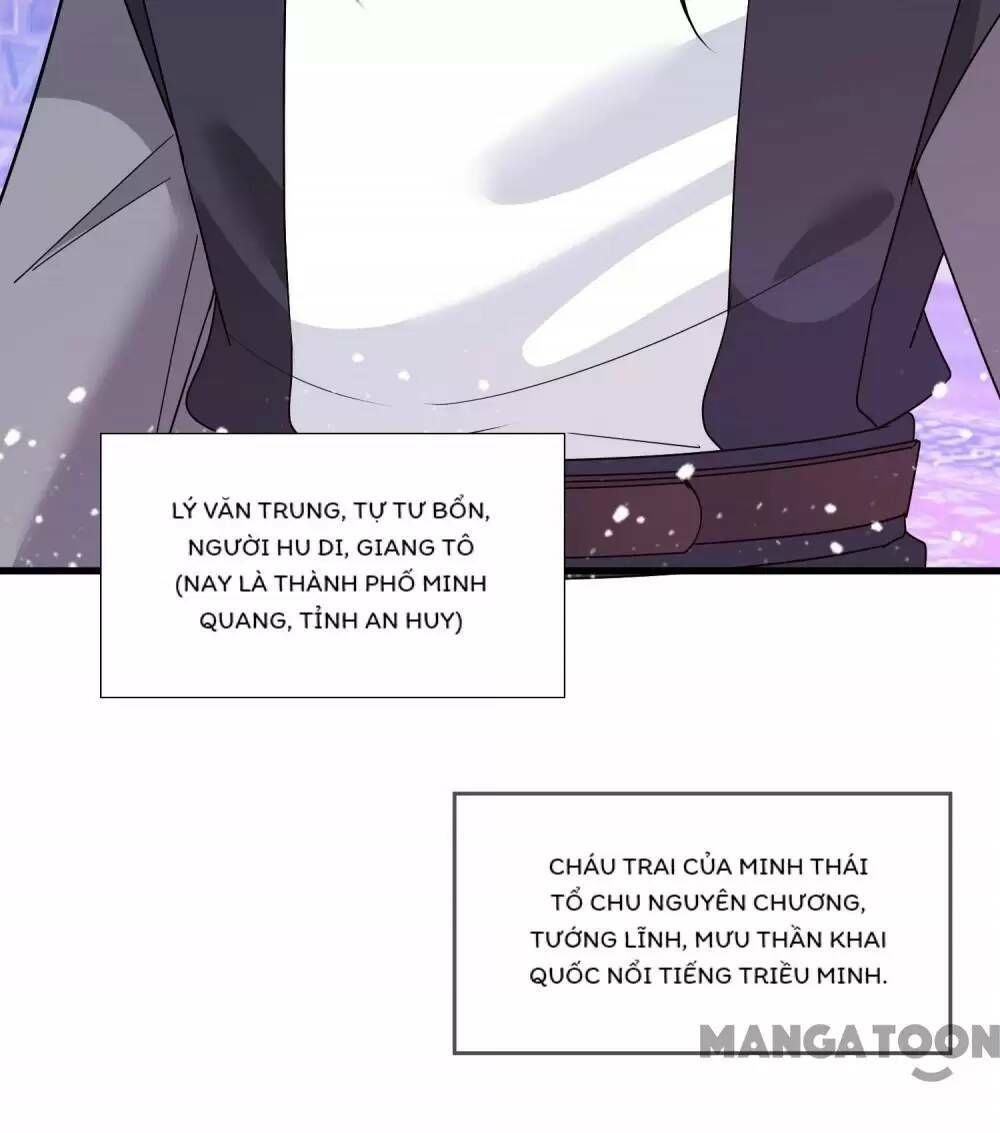 LÝ VĂN TRUNG, TỰ TƯ BỔN,
NGƯỜI HU DI, GIANG TÔ
(NAY LÀ THÀNH PHỐ MINH
QUANG, TỈNH AN HUY)
CHÁU TRAI CỦA MINH THÁI
TỔ CHU NGUYÊN CHƯƠNG,
TƯỚNG LĨNH, MƯU THẦN KHAI
QUỐC NỔI TIẾNG TRIỀU MINH.
MANGATOON